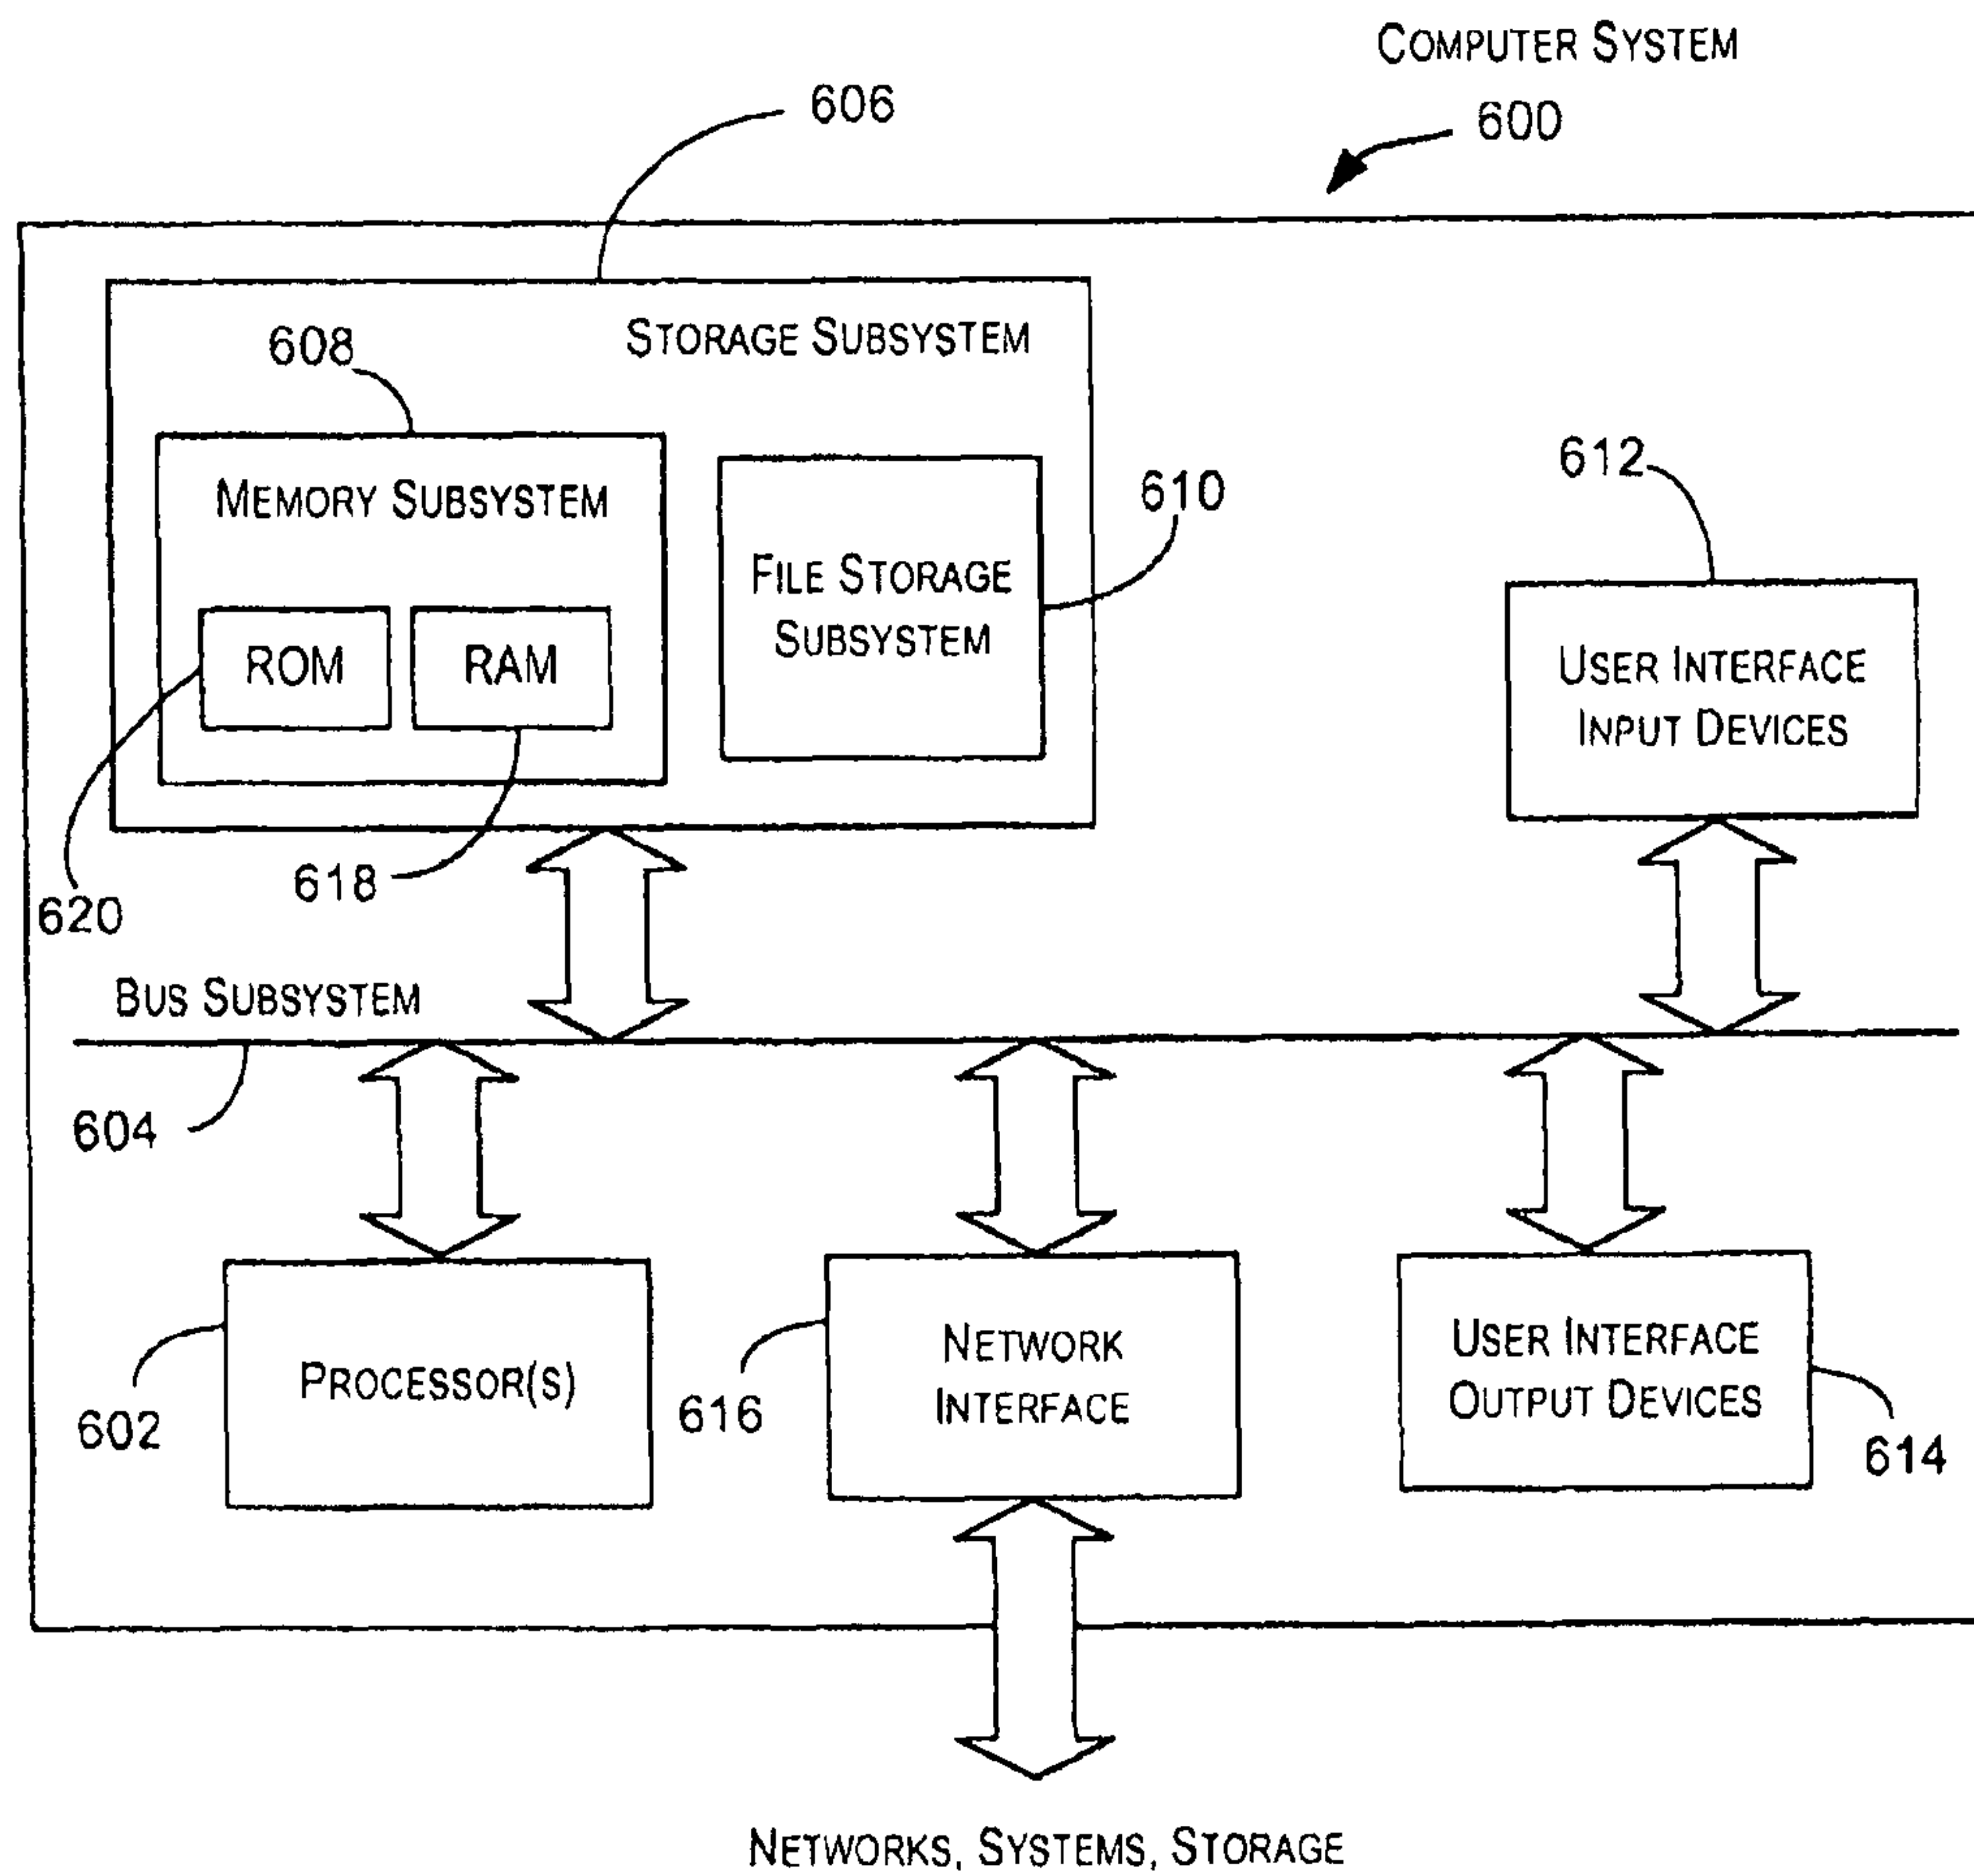 COMPUTER SYSTEM
600
606
STORAGE SUBSYSTEM
608
MEMORY SUBSYSTEM
ROM
RAM
FILE STORAGE
SUBSYSTEM
610
612
USER INTERFACE
INPUT DEVICES
620
618
BUS SUBSYSTEM
604
602
PROCESSOR(S)
616
NETWORK
INTERFACE
USER INTERFACE
OUTPUT DEVICES
614
NETWORKS, SYSTEMS, STORAGE